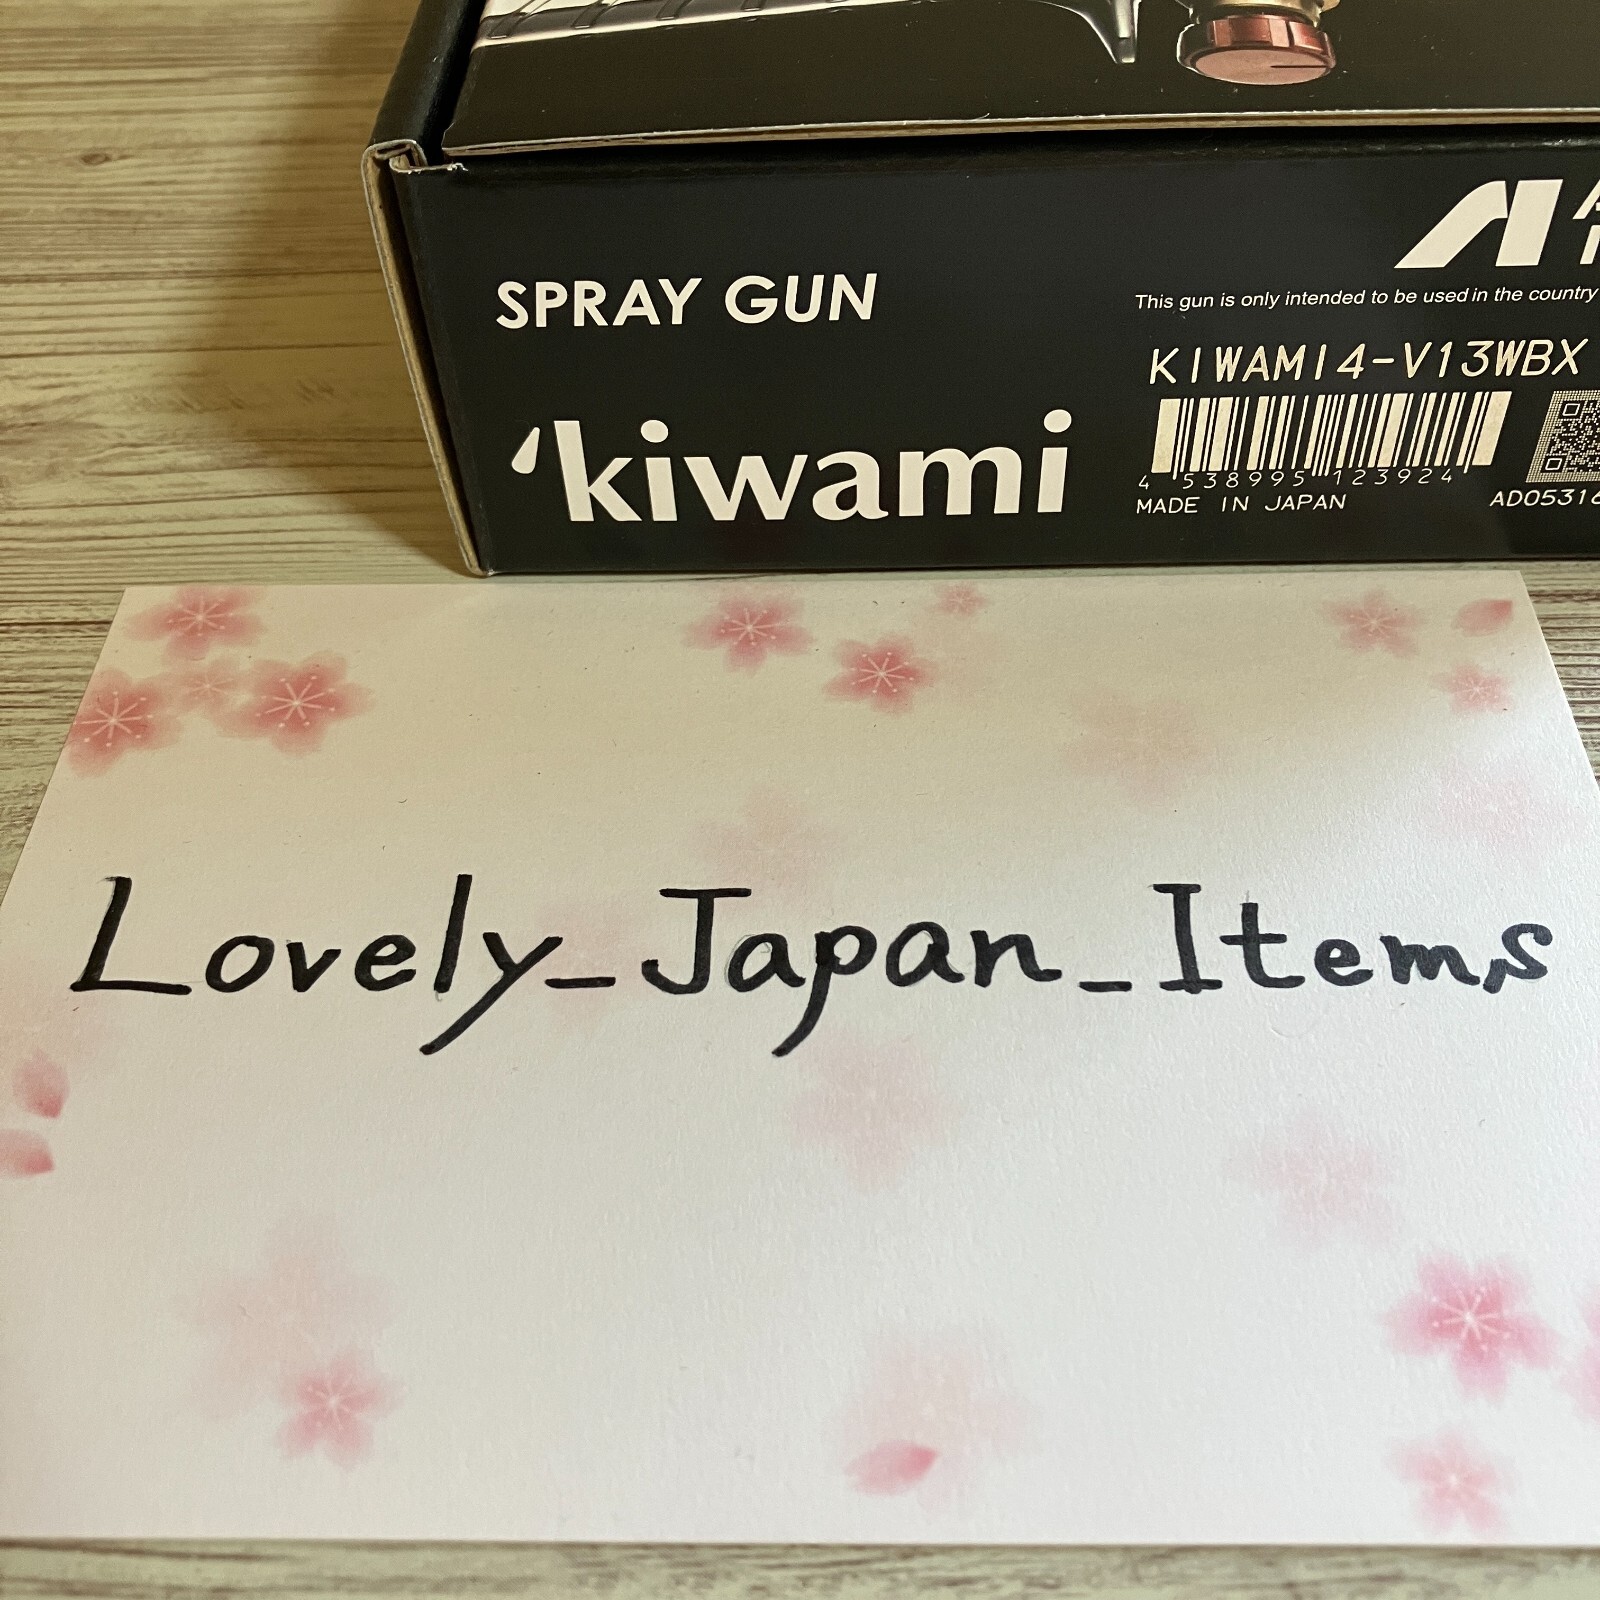 SPRAY GUN
'kiwami
This gun is only intended to be used in the country
KIWAMI4-V13WBX
4 538995 123924
MADE IN JAPAN
Lovely_Japan_Items